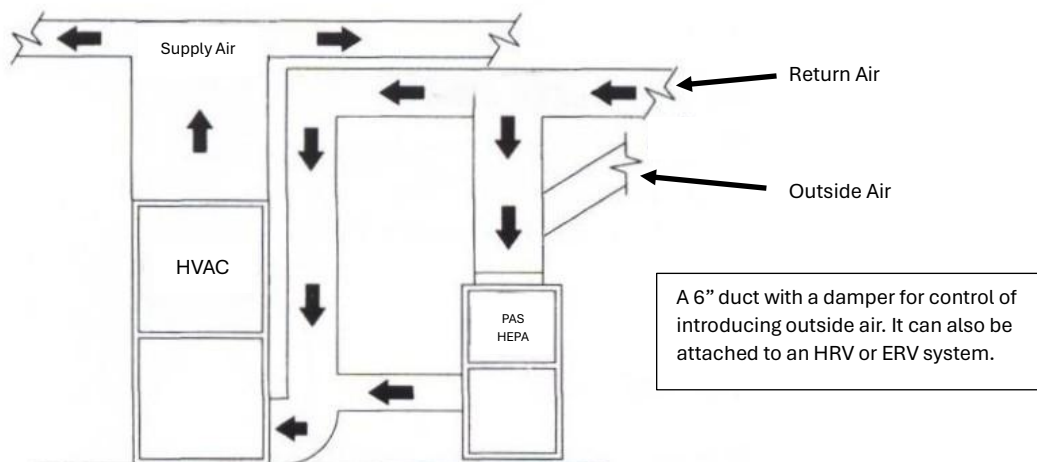 Supply Air
Return Air
Outside Air
HVAC
A 6” duct with a damper for control of
introducing outside air. It can also be
attached to an HRV or ERV system.
PAS
HEPA